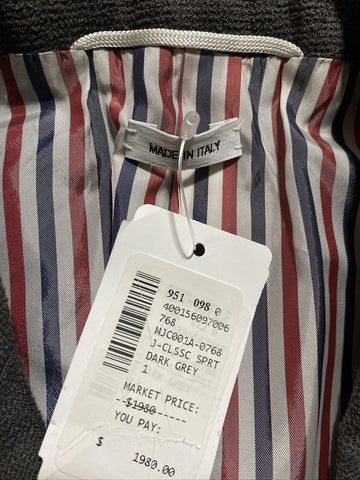 MADE IN ITALY
951 098 0
400156097006
768
MJC001A-0768
J-CLSSC SPRT
DARK GREY
1
MARKET PRICE:
--$1980-----
YOU PAY:
$ 1980.00